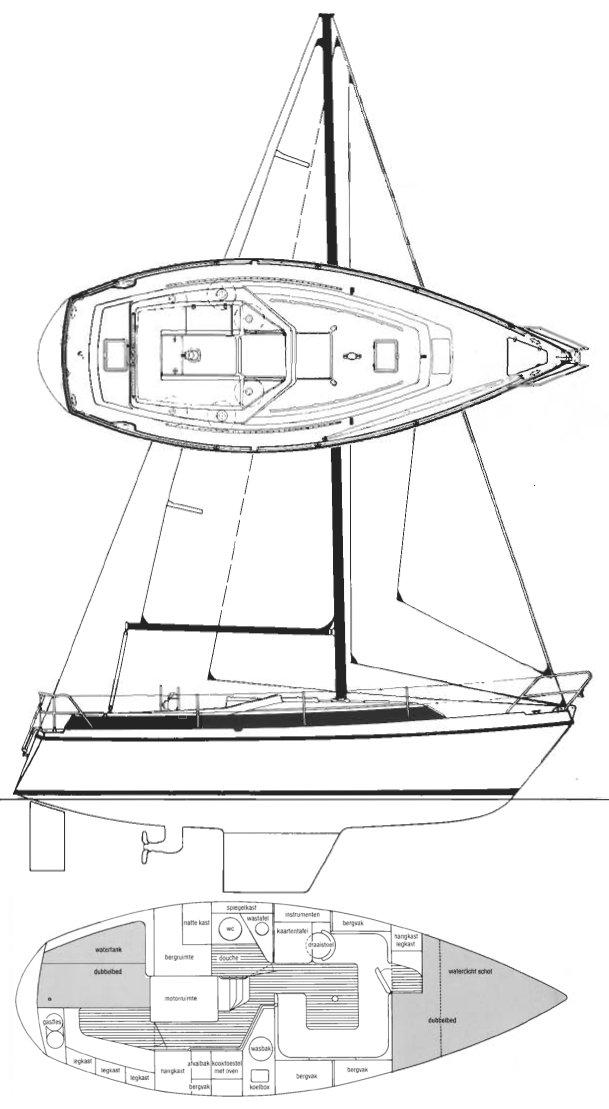 spiegelkast
natte kast
wastafel
instrumenten
wc
kaartentafel
bergvak
draaistoel
hangkast
legkast
watertank
bergruimte
douche
waterdicht schot
dubbelbed
motorruimte
dubbelbed
gasfles
wasbak
legkast
legkast
legkast
hangkast
afvalbak
kooktoestel
met oven
bergvak
koelbox
bergvak
bergvak